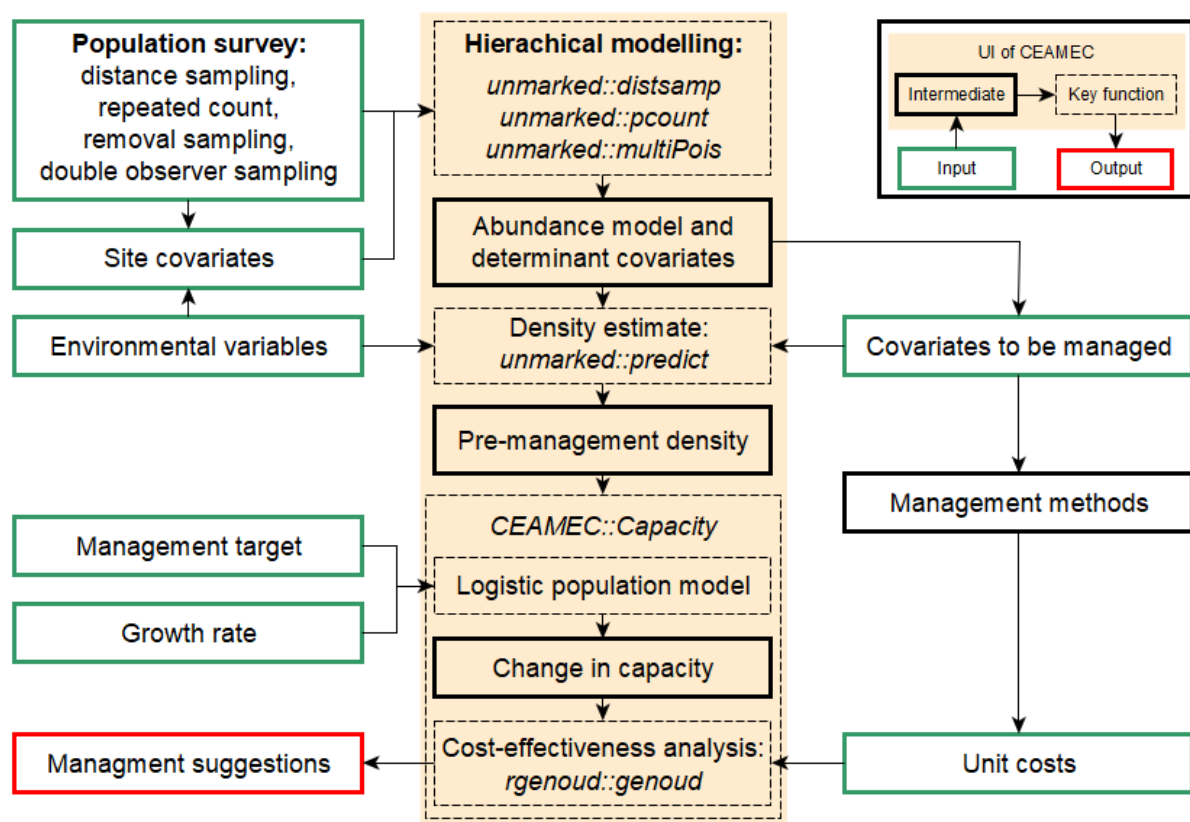 Population survey:
distance sampling,
repeated count,
removal sampling,
double observer sampling
Site covariates
Environmental variables
Management target
Growth rate
Managment suggestions
Hierachical modelling:
unmarked::distsamp
unmarked::pcount
unmarked::multiPois
Abundance model and
determinant covariates
Density estimate:
unmarked::predict
Pre-management density
CEAMEC::Capacity
Logistic population model
Change in capacity
Cost-effectiveness analysis:
rgenoud::genoud
UI of CEAMEC
Intermediate
Key function
Input
Output
Covariates to be managed
Management methods
Unit costs